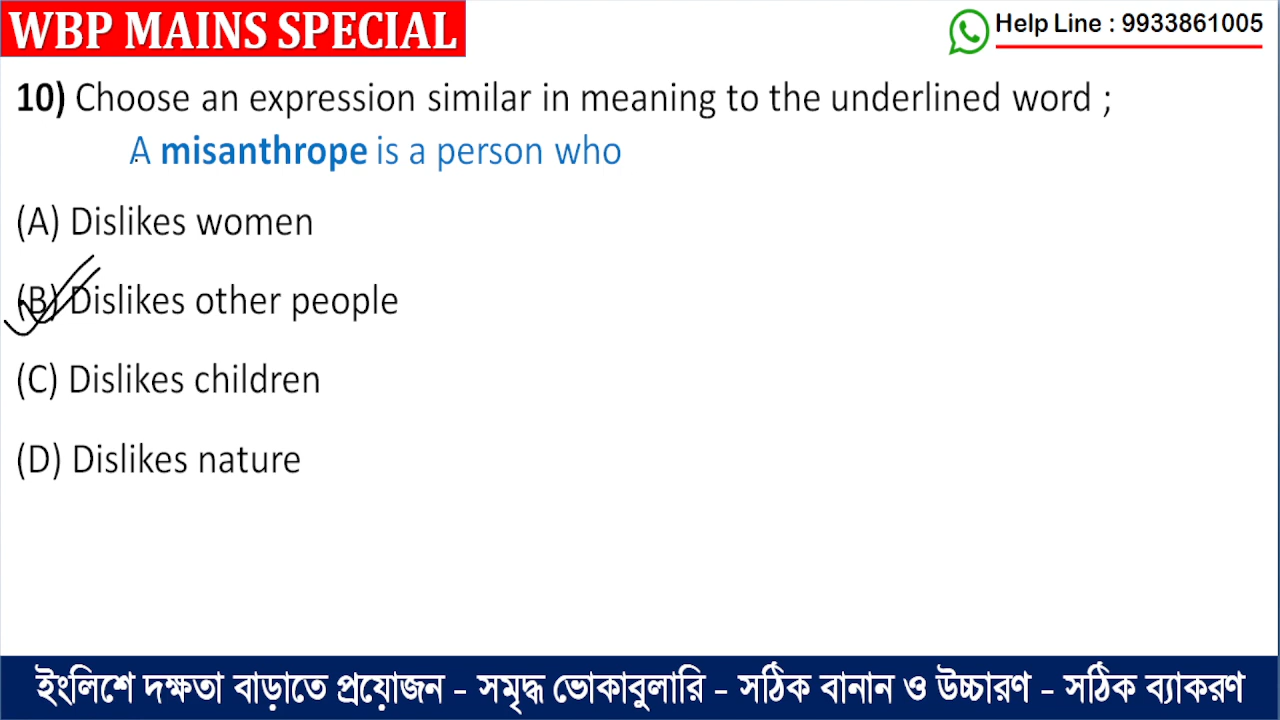 WBP MAINS SPECIAL
Help Line : 9933861005
10) Choose an expression similar in meaning to the underlined word ;
A misanthrope is a person who
(A) Dislikes women
(B) Dislikes other people
(C) Dislikes children
(D) Dislikes nature
ইংলিশে দক্ষতা বাড়াতে প্রয়োজন - সমৃদ্ধ ভোকাবুলারি - সঠিক বানান ও উচ্চারণ - সঠিক ব্যাকরণ